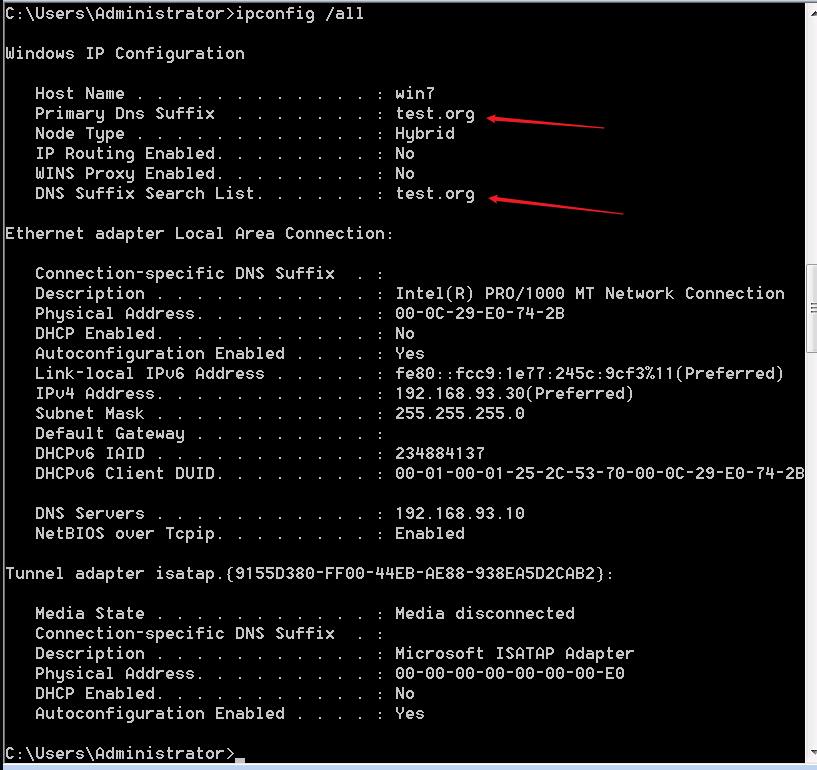 C:\Users\Administrator>ipconfig /all
Windows IP Configuration
Host Name . . . . . . . . . . . . : win7
Primary Dns Suffix  . . . . . . . : test.org
Node Type . . . . . . . . . . . . : Hybrid
IP Routing Enabled. . . . . . . . : No
WINS Proxy Enabled. . . . . . . . : No
DNS Suffix Search List. . . . . . : test.org
Ethernet adapter Local Area Connection:
Connection-specific DNS Suffix  . :
Description . . . . . . . . . . . : Intel(R) PRO/1000 MT Network Connection
Physical Address. . . . . . . . . : 00-0C-29-E0-74-2B
DHCP Enabled. . . . . . . . . . . : No
Autoconfiguration Enabled . . . . : Yes
Link-local IPv6 Address . . . . . : fe80::fcc9:1e77:245c:9cf3%11(Preferred)
IPv4 Address. . . . . . . . . . . : 192.168.93.30(Preferred)
Subnet Mask . . . . . . . . . . . : 255.255.255.0
Default Gateway . . . . . . . . . :
DHCPv6 IAID . . . . . . . . . . . : 234884137
DHCPv6 Client DUID. . . . . . . . : 00-01-00-01-25-2C-53-70-00-0C-29-E0-74-2B
DNS Servers . . . . . . . . . . . : 192.168.93.10
NetBIOS over Tcpip. . . . . . . . : Enabled
Tunnel adapter isatap.{9155D380-FF00-44EB-AE88-938EA5D2CAB2}:
Media State . . . . . . . . . . . : Media disconnected
Connection-specific DNS Suffix  . :
Description . . . . . . . . . . . : Microsoft ISATAP Adapter
Physical Address. . . . . . . . . : 00-00-00-00-00-00-00-E0
DHCP Enabled. . . . . . . . . . . : No
Autoconfiguration Enabled . . . . : Yes
C:\Users\Administrator>